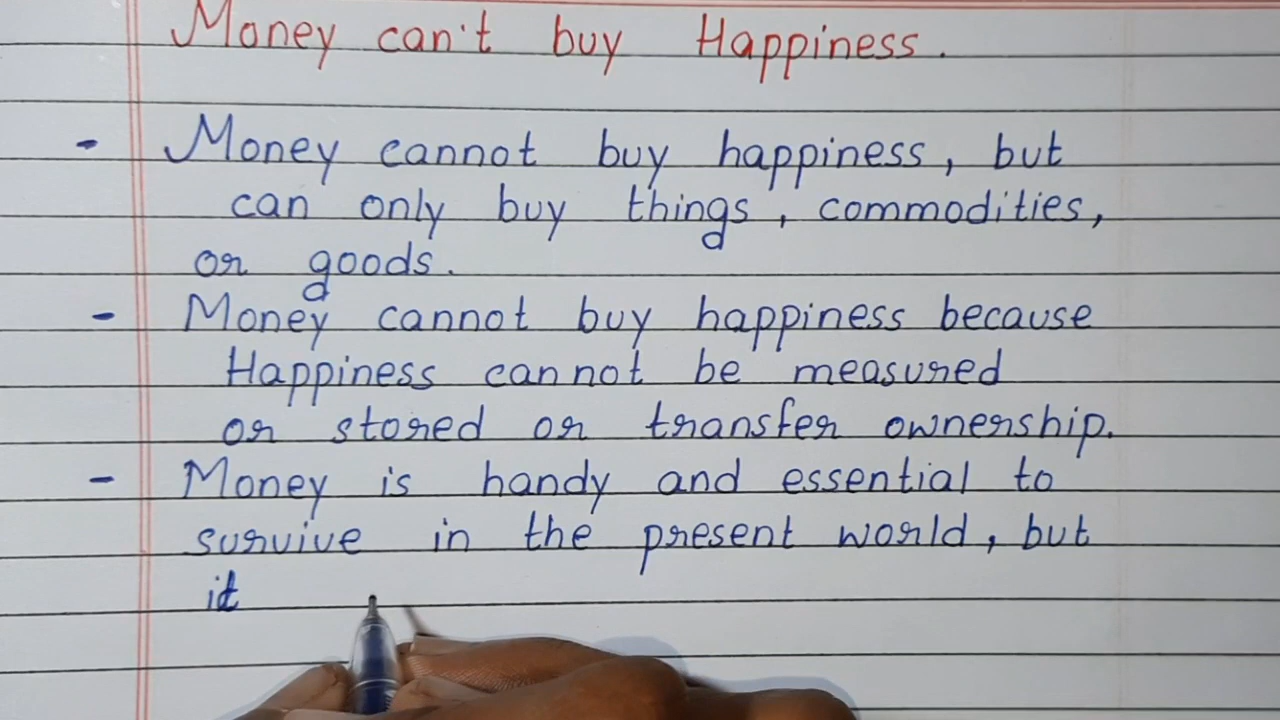 Money can't buy Happiness.
- Money cannot buy happiness, but
can only buy things, commodities,
or goods.
- Money cannot buy happiness because
Happiness cannot be measured
or stored or transfer ownership.
- Money is handy and essential to
survive in the present world, but
it